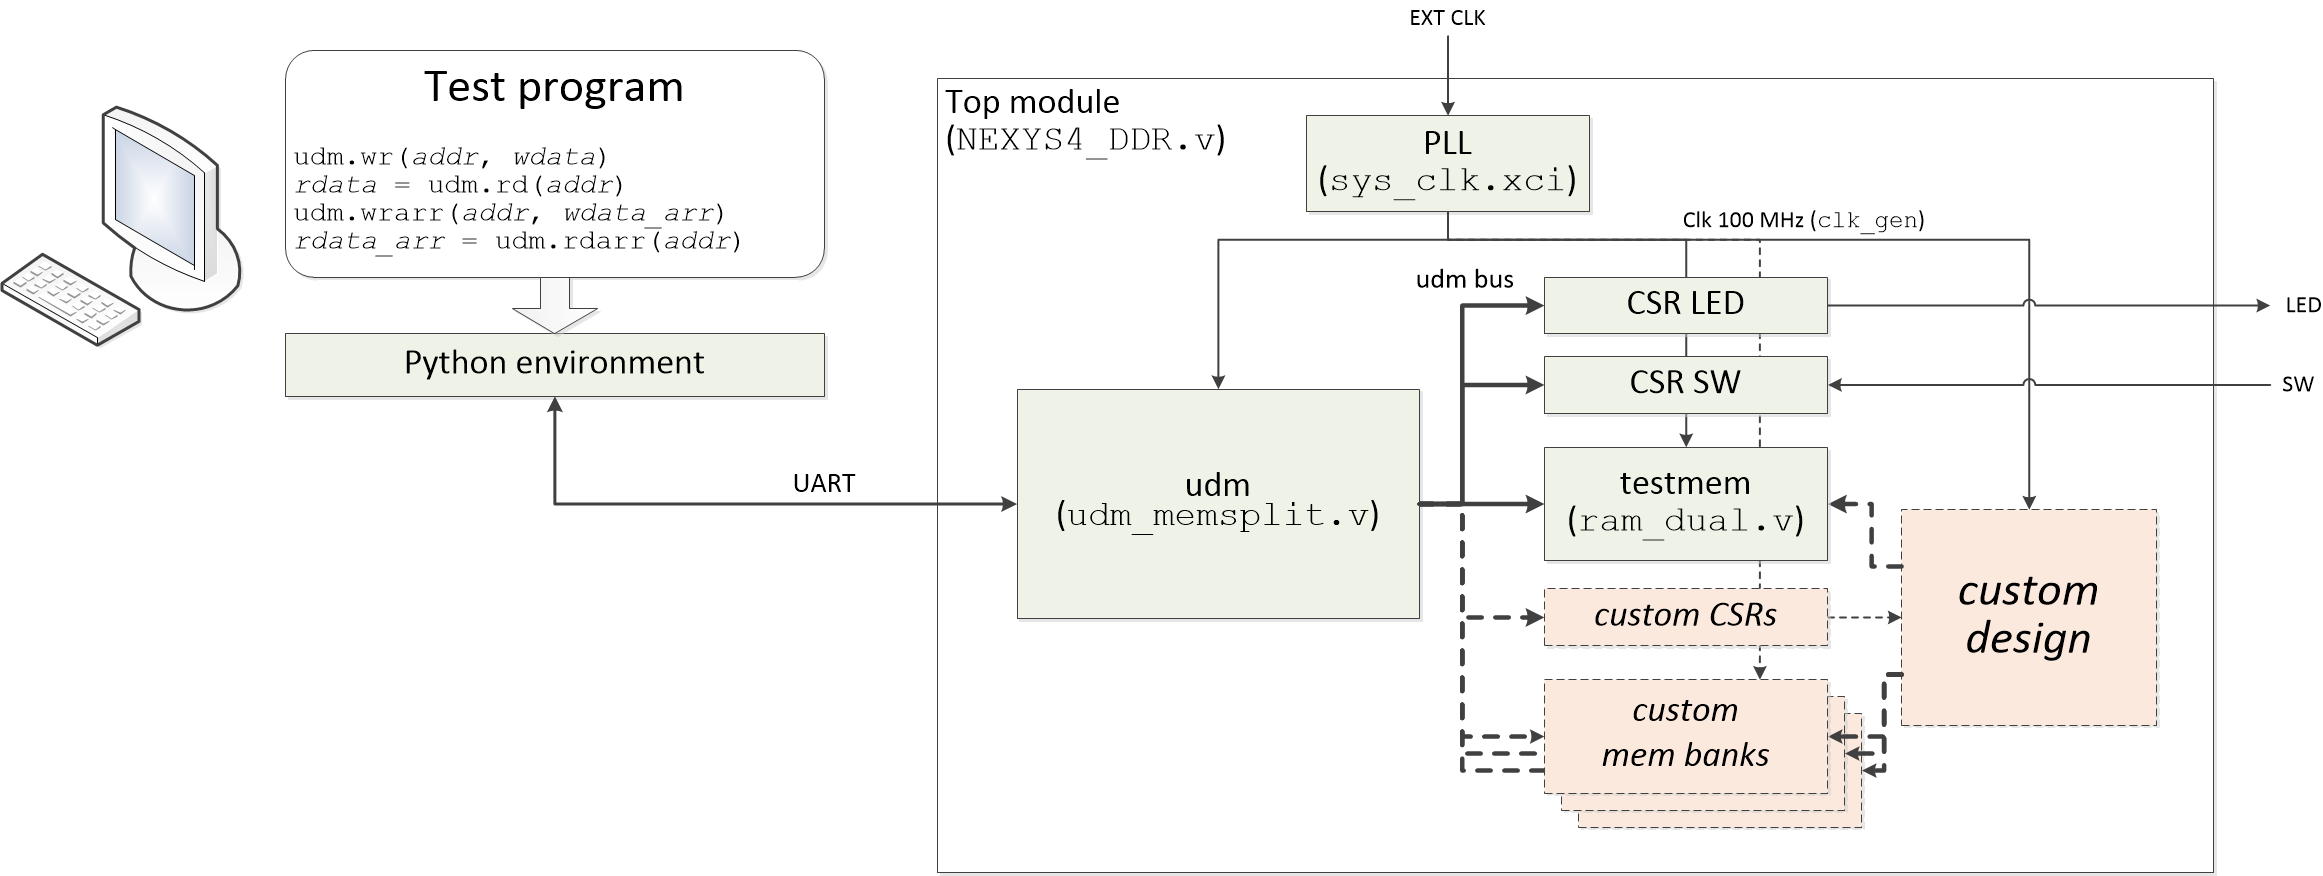 EXT CLK
Test program
udm.wr(addr, wdata)
rdata = udm.rd(addr)
udm.wrarr(addr, wdata_arr)
rdata_arr = udm.rdarr(addr)
Python environment
UART
Top module
(NEXYS4_DDR.v)
PLL
(sys_clk.xci)
Clk 100 MHz (clk_gen)
udm bus
CSR LED
LED
CSR SW
SW
udm
(udm_memsplit.v)
testmem
(ram_dual.v)
custom CSRs
custom
design
custom
mem banks